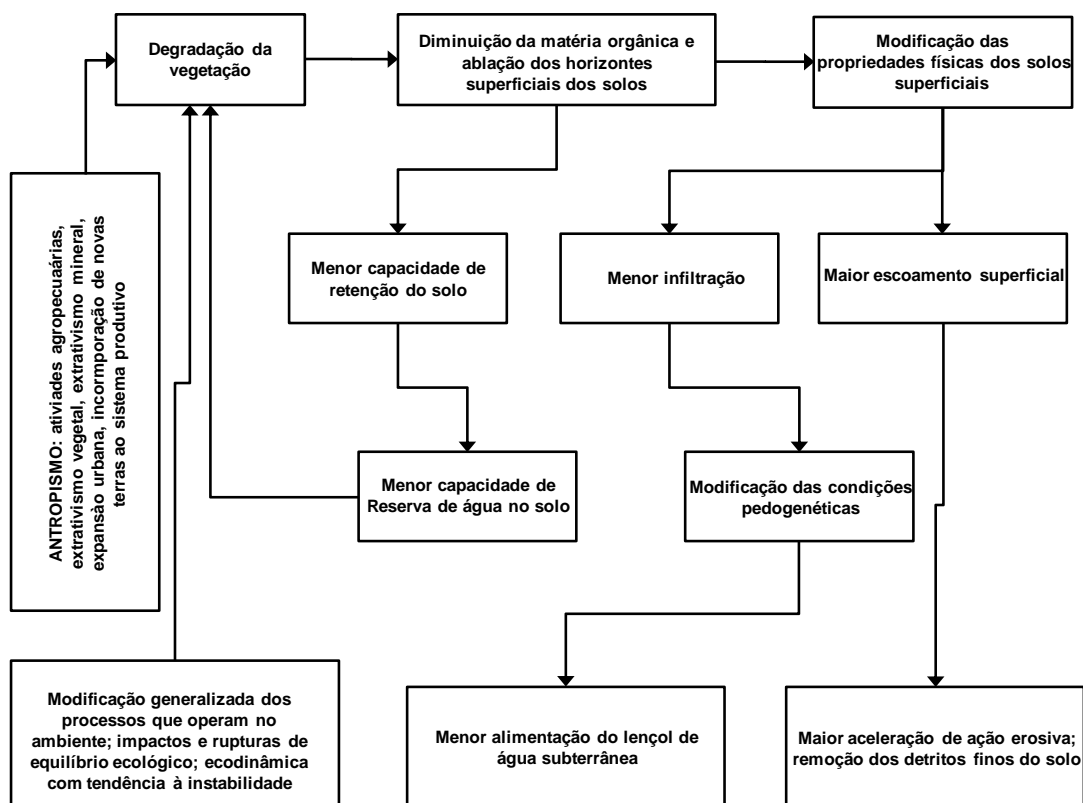 Degradação da
vegetação
Diminuição da matéria orgânica e
ablação dos horizontes
superficiais dos solos
Modificação das
propriedades físicas dos solos
superficiais
ANTROPISMO: ativiades agropecuaárias,
extrativismo vegetal, extrativismo mineral,
expansão urbana, incormporação de novas
terras ao sistema produtivo
Menor capacidade de
retenção do solo
Menor infiltração
Maior escoamento superficial
Menor capacidade de
Reserva de água no solo
Modificação das condições
pedogenéticas
Modificação generalizada dos
processos que operam no
ambiente; impactos e rupturas de
equilíbrio ecológico; ecodinâmica
com tendência à instabilidade
Menor alimentação do lençol de
água subterrânea
Maior aceleração de ação erosiva;
remoção dos detritos finos do solo